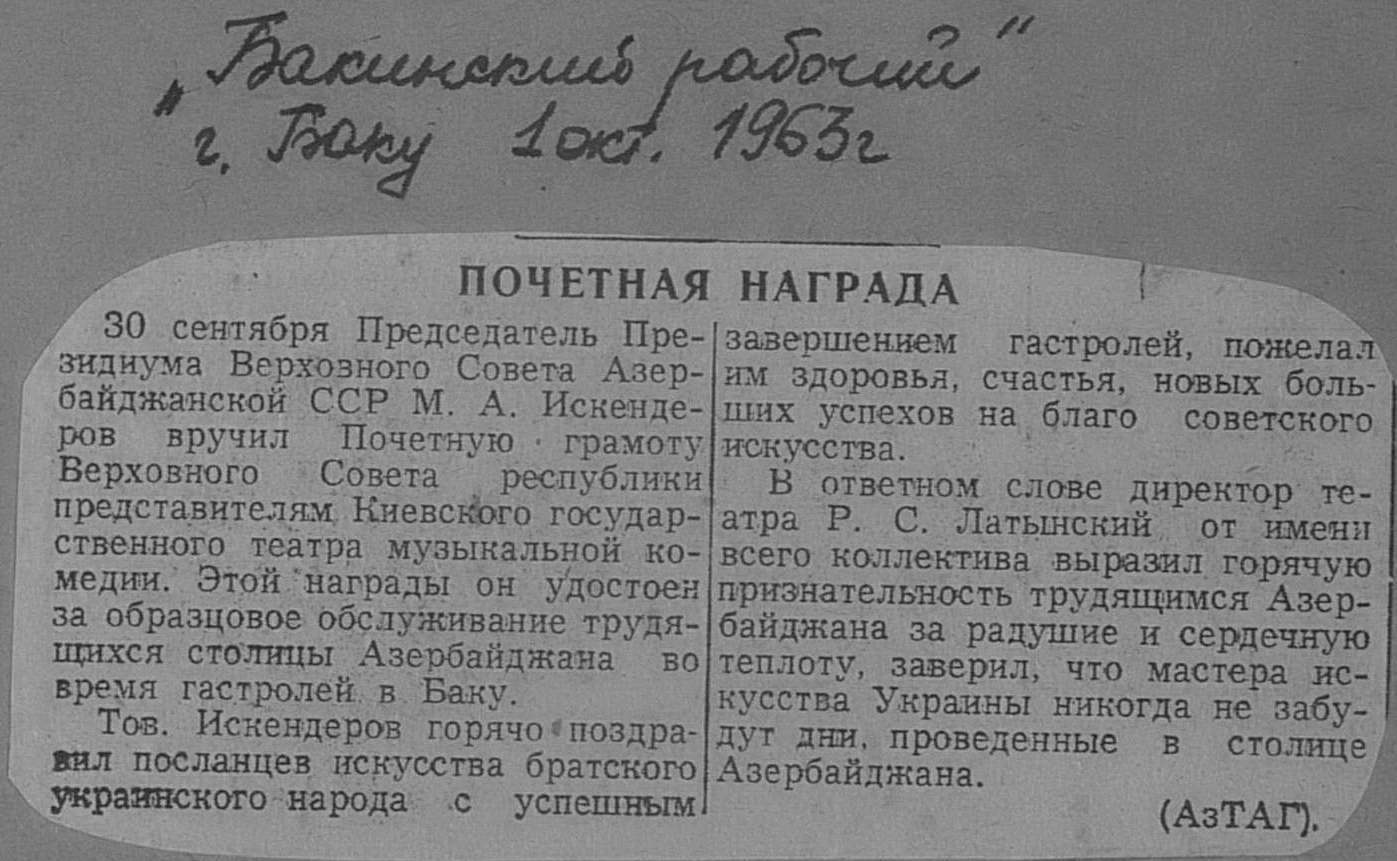 „Бакинский рабочий"
г. Баку 1 окт. 1963г
ПОЧЕТНАЯ НАГРАДА
30 сентября Председатель Пре-
зидиума Верховного Совета Азер-
байджанской ССР М. А. Искенде-
ров вручил Почетную грамоту
Верховного Совета республики
представителям Киевского государ-
ственного театра музыкальной ко-
медии. Этой награды он удостоен
за образцовое обслуживание трудя-
щихся столицы Азербайджана во
время гастролей в Баку.
Тов. Искендеров горячо поздра-
вил посланцев искусства братского
украинского народа с успешным
завершением гастролей, пожелал
им здоровья, счастья, новых боль-
ших успехов на благо советского
искусства.
В ответном слове директор те-
атра Р. С. Латынский от имени
всего коллектива выразил горячую
признательность трудящимся Азер-
байджана за радушие и сердечную
теплоту, заверил, что мастера ис-
кусства Украины никогда не забу-
дут дни, проведенные в столице
Азербайджана.
(АзТАГ).